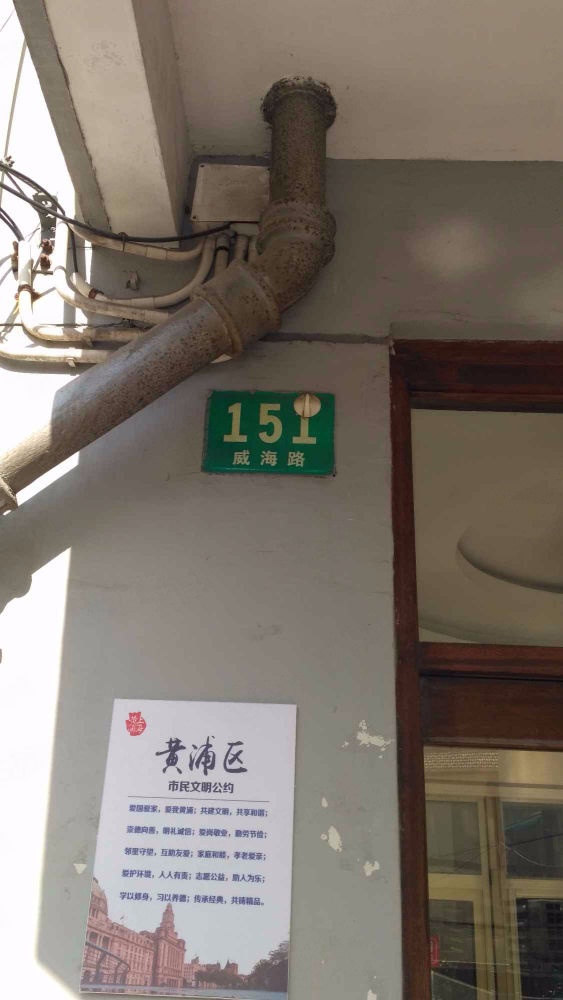 151
威海路
黄浦区
市民文明公约
爱国爱家，爱我黄浦；共建文明，共享和谐；
崇德向善，明礼诚信；爱岗敬业，勤劳节俭；
邻里守望，互助友爱；家庭和睦，孝老爱亲；
爱护环境，人人有责；志愿公益，助人为乐；
学以修身，习以养德；传承经典，共铸精品。